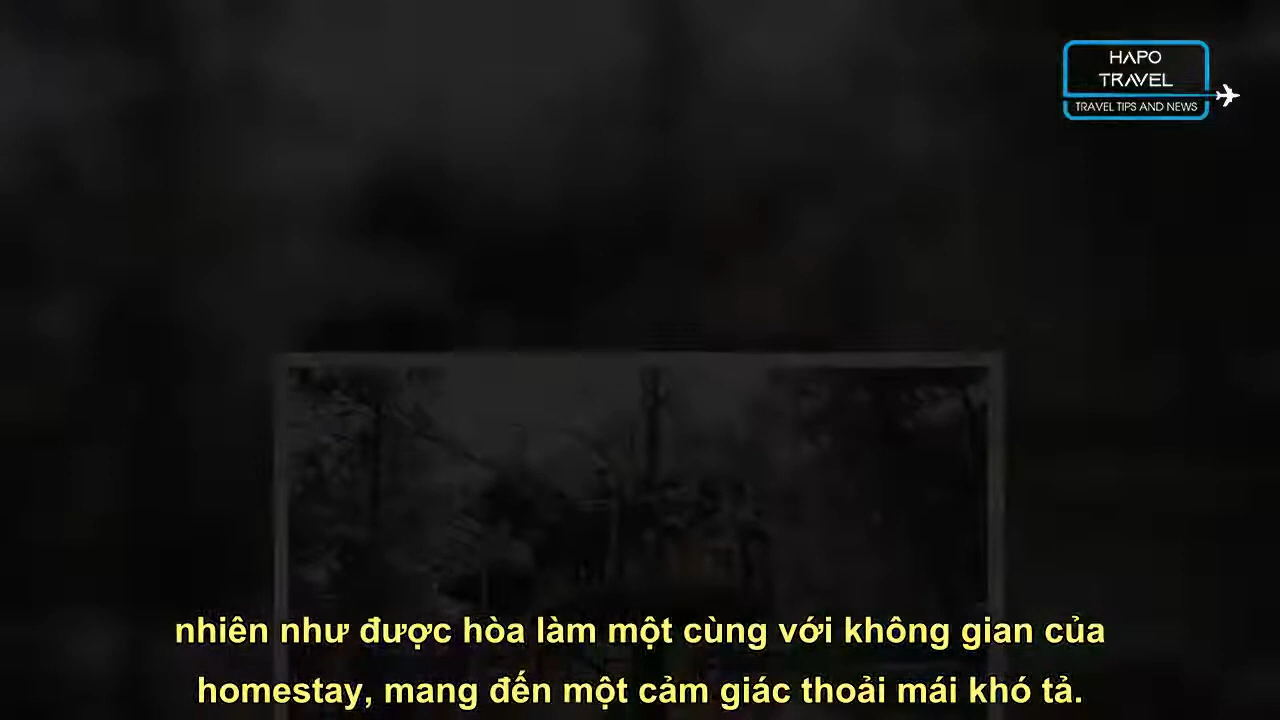 HAPO
TRAVEL
TRAVEL TIPS AND NEWS
nhiên như được hòa làm một cùng với không gian của
homestay, mang đến một cảm giác thoải mái khó tả.